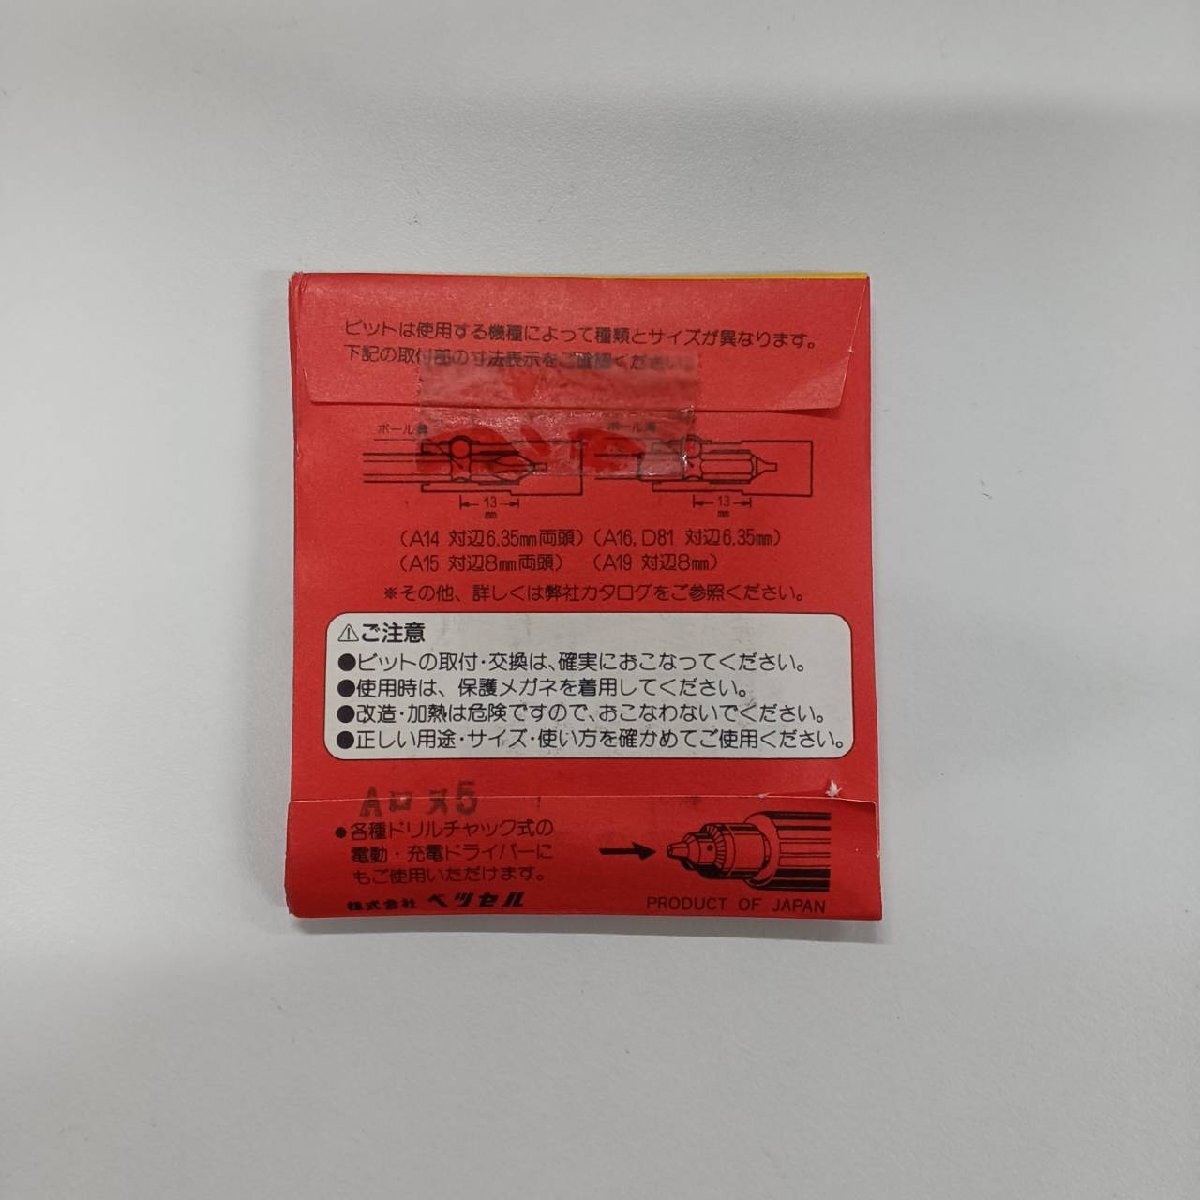 ビットは使用する機種によって種類とサイズが異なります。
下記の取付部の寸法表示をご確認ください。
ボール溝 ボール溝
13 mm 13 mm
(A14 対辺6.35mm両頭) (A16, D81 対辺6.35mm)
(A15 対辺8mm両頭) (A19 対辺8mm)
※その他、詳しくは弊社カタログをご参照ください。
⚠ご注意
●ビットの取付・交換は、確実におこなってください。
●使用時は、保護メガネを着用してください。
●改造・加熱は危険ですので、おこなわないでください。
●正しい用途・サイズ・使い方を確かめてご使用ください。
●各種ドリルチャック式の
電動・充電ドライバーに
もご使用いただけます。
株式会社 ベッセル
PRODUCT OF JAPAN